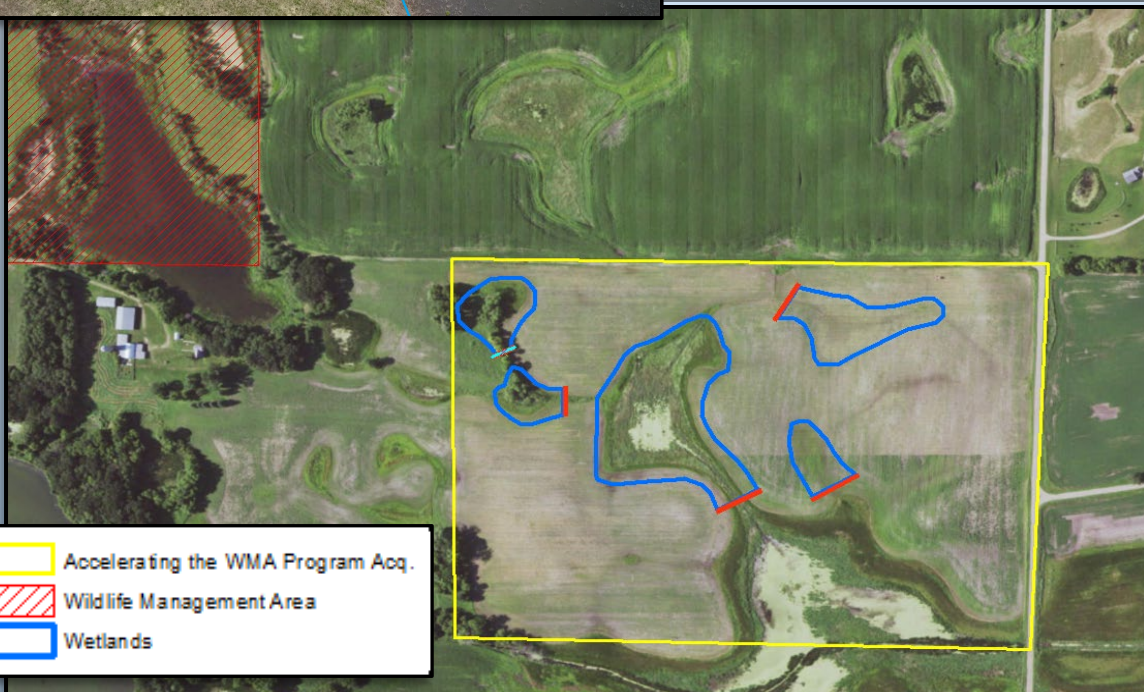 Accelerating the WMA Program Acq.
Wildlife Management Area
Wetlands